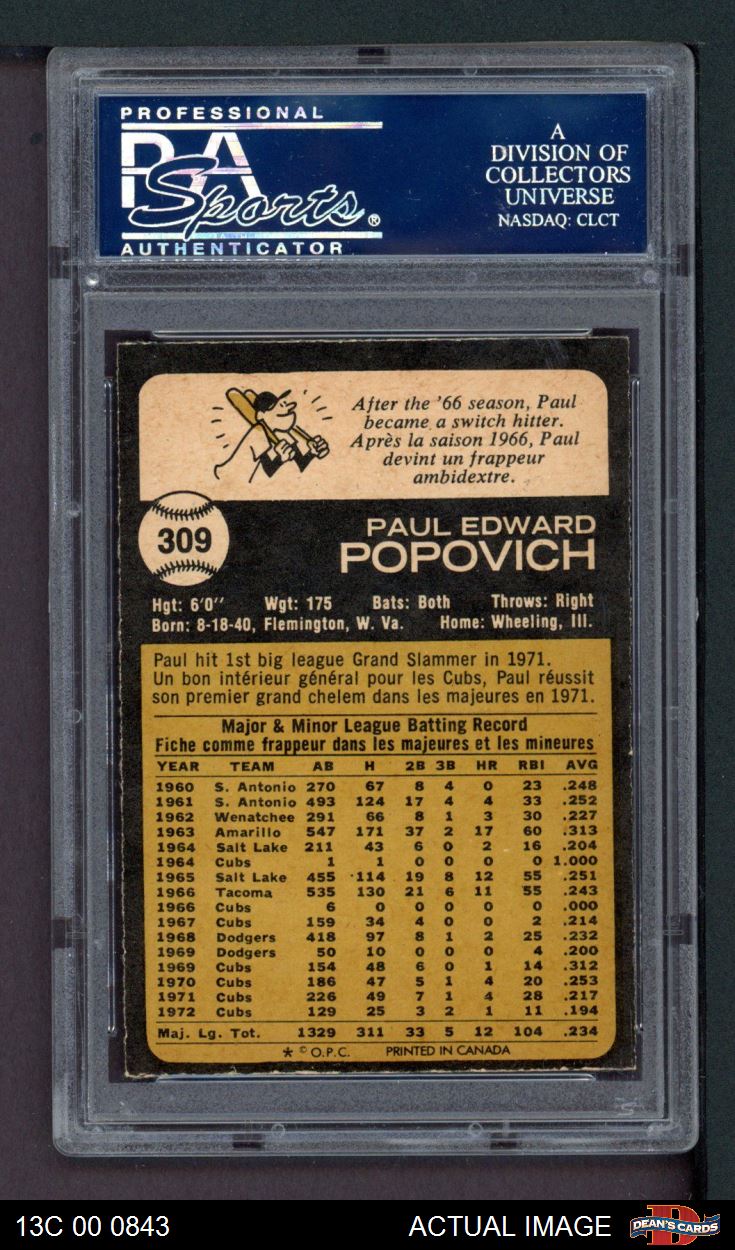 PROFESSIONAL
PSA
Sports®
AUTHENTICATOR
A
DIVISION OF
COLLECTORS
UNIVERSE
NASDAQ: CLCT
After the '66 season, Paul
became a switch hitter.
Après la saison 1966, Paul
devint un frappeur
ambidextre.
309
PAUL EDWARD
POPOVICH
Hgt: 6'0" Wgt: 175 Bats: Both Throws: Right
Born: 8-18-40, Flemington, W. Va. Home: Wheeling, Ill.
Paul hit 1st big league Grand Slammer in 1971.
Un bon intérieur général pour les Cubs, Paul réussit
son premier grand chelem dans les majeures en 1971.
Major & Minor League Batting Record
Fiche comme frappeur dans les majeures et les mineures
YEAR TEAM AB H 2B 3B HR RBI AVG
1960 S. Antonio 270 67 8 4 0 23 .248
1961 S. Antonio 493 124 17 4 4 33 .252
1962 Wenatchee 291 66 8 1 3 30 .227
1963 Amarillo 547 171 37 2 17 60 .313
1964 Salt Lake 211 43 6 0 2 16 .204
1964 Cubs 1 1 0 0 0 0 1.000
1965 Salt Lake 455 114 19 8 12 55 .251
1966 Tacoma 535 130 21 6 11 55 .243
1966 Cubs 6 0 0 0 0 0 .000
1967 Cubs 159 34 4 0 0 2 .214
1968 Dodgers 418 97 8 1 2 25 .232
1969 Dodgers 50 10 0 0 0 4 .200
1969 Cubs 154 48 6 0 1 14 .312
1970 Cubs 186 47 5 1 4 20 .253
1971 Cubs 226 49 7 1 4 28 .217
1972 Cubs 129 25 3 2 1 11 .194
Maj. Lg. Tot. 1329 311 33 5 12 104 .234
* © O.P.C. PRINTED IN CANADA
13C 00 0843 ACTUAL IMAGE DEAN'S CARDS